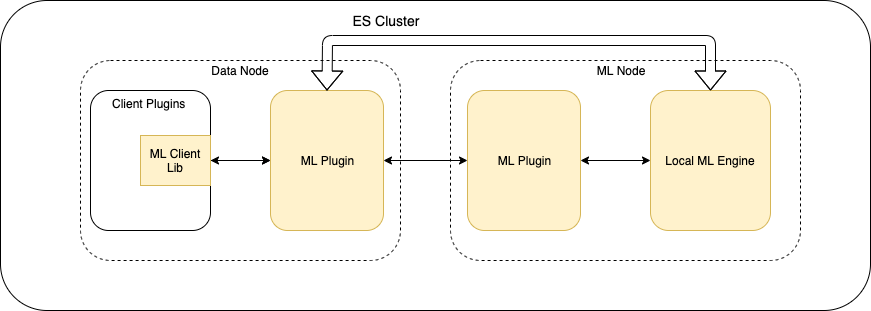 ES Cluster
Data Node
ML Node
Client Plugins
ML Client
Lib
ML Plugin
ML Plugin
Local ML Engine